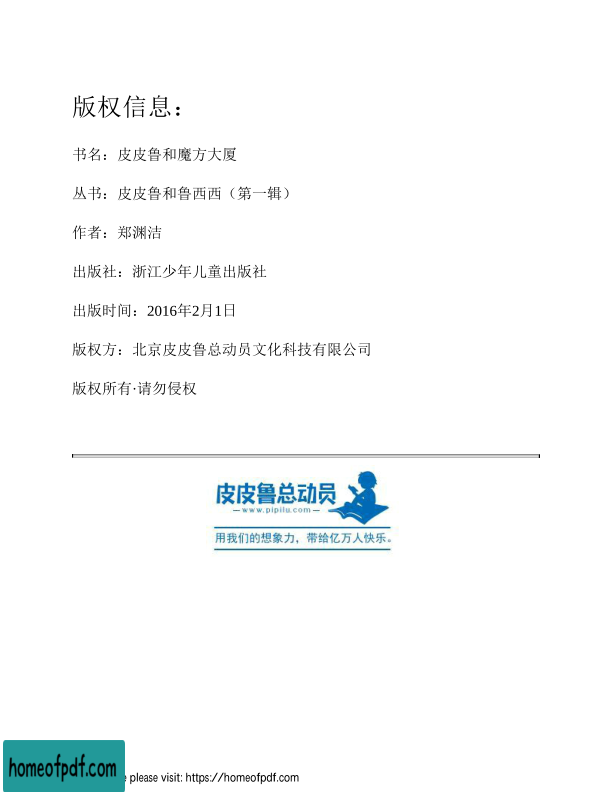 版权信息：
书名：皮皮鲁和魔方大厦
丛书：皮皮鲁和鲁西西（第一辑）
作者：郑渊洁
出版社：浙江少年儿童出版社
出版时间：2016年2月1日
版权方：北京皮皮鲁总动员文化科技有限公司
版权所有·请勿侵权
皮皮鲁总动员
www.pipilu.com
用我们的想象力，带给亿万人快乐。
homeofpdf.com
please visit: https://homeofpdf.com